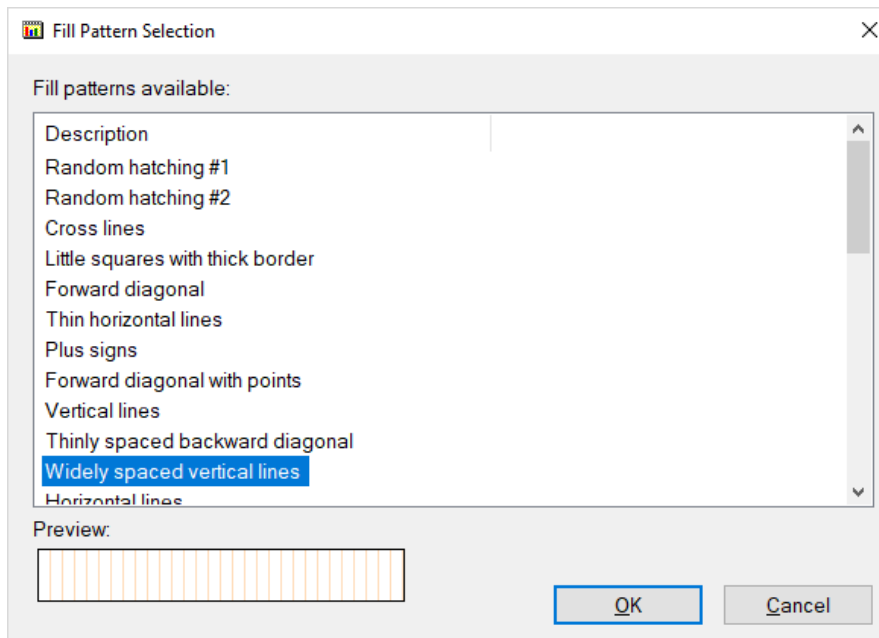 Fill Pattern Selection
Fill patterns available:
Description
Random hatching #1
Random hatching #2
Cross lines
Little squares with thick border
Forward diagonal
Thin horizontal lines
Plus signs
Forward diagonal with points
Vertical lines
Thinly spaced backward diagonal
Widely spaced vertical lines
Horizontal lines
Preview:
OK
Cancel